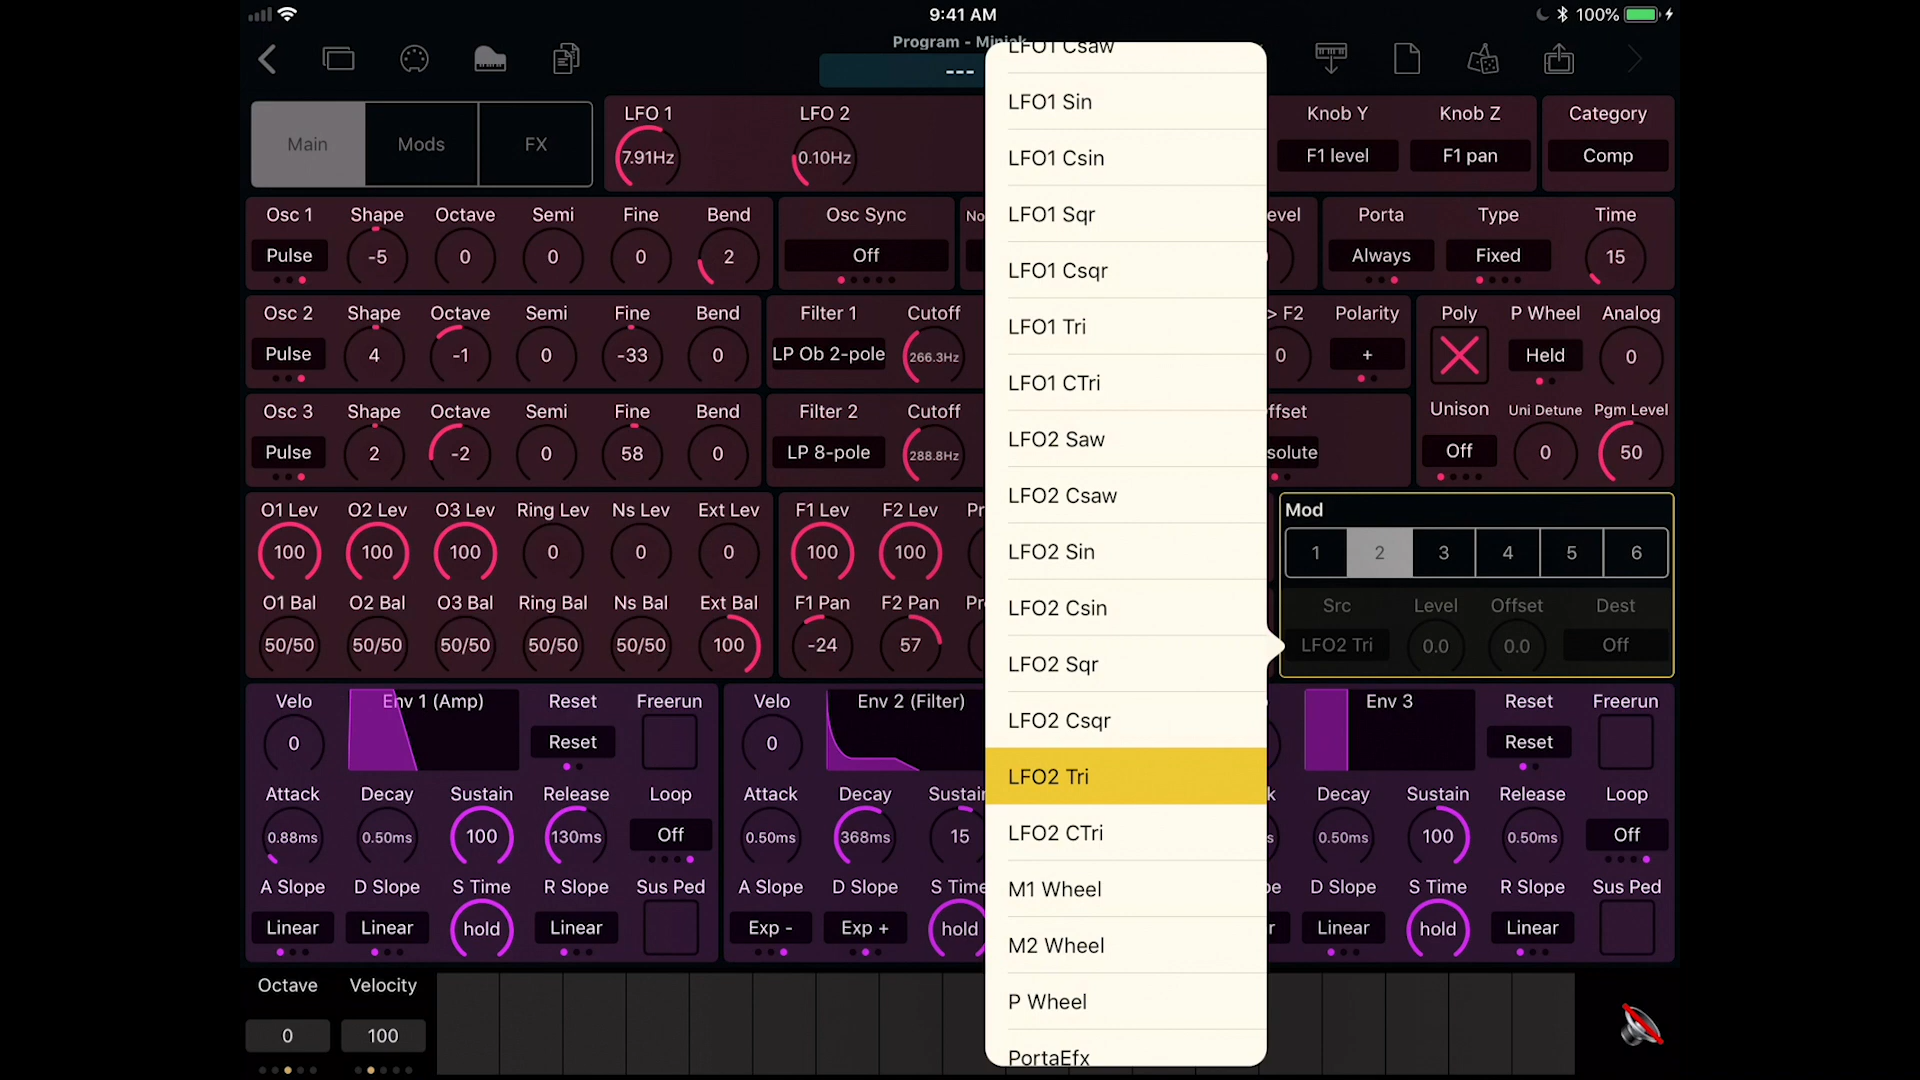 9:41 AM
100%
Program - Miniak
---
Main
Mods
FX
LFO 1
7.91Hz
LFO 2
0.10Hz
Knob Y
F1 level
Knob Z
F1 pan
Category
Comp
Osc 1 Shape Octave Semi Fine Bend
Pulse -5 0 0 0 2
Osc Sync
Off
No
evel
Porta Type Time
Always Fixed 15
Osc 2 Shape Octave Semi Fine Bend
Pulse 4 -1 0 -33 0
Filter 1 Cutoff
LP Ob 2-pole 266.3Hz
> F2 Polarity
0 +
Poly P Wheel Analog
Held 0
Osc 3 Shape Octave Semi Fine Bend
Pulse 2 -2 0 58 0
Filter 2 Cutoff
LP 8-pole 288.8Hz
ffset
solute
Unison Uni Detune Pgm Level
Off 0 50
O1 Lev O2 Lev O3 Lev Ring Lev Ns Lev Ext Lev
100 100 100 0 0 0
O1 Bal O2 Bal O3 Bal Ring Bal Ns Bal Ext Bal
50/50 50/50 50/50 50/50 50/50 100
F1 Lev F2 Lev Pr
100 100
F1 Pan F2 Pan Pr
-24 57
Mod
1 2 3 4 5 6
Src Level Offset Dest
LFO2 Tri 0.0 0.0 Off
Velo Env 1 (Amp) Reset Freerun
0 Reset
Attack Decay Sustain Release Loop
0.88ms 0.50ms 100 130ms Off
A Slope D Slope S Time R Slope Sus Ped
Linear Linear hold Linear
Velo Env 2 (Filter)
0
Attack Decay Sustain
0.50ms 368ms 15
A Slope D Slope S Time
Exp - Exp + hold
Env 3 Reset Freerun
Reset
k Decay Sustain Release Loop
s 0.50ms 100 0.50ms Off
pe D Slope S Time R Slope Sus Ped
r Linear hold Linear
LFO1 Csaw
LFO1 Sin
LFO1 Csin
LFO1 Sqr
LFO1 Csqr
LFO1 Tri
LFO1 CTri
LFO2 Saw
LFO2 Csaw
LFO2 Sin
LFO2 Csin
LFO2 Sqr
LFO2 Csqr
LFO2 Tri
LFO2 CTri
M1 Wheel
M2 Wheel
P Wheel
PortaEfx
Octave Velocity
0 100